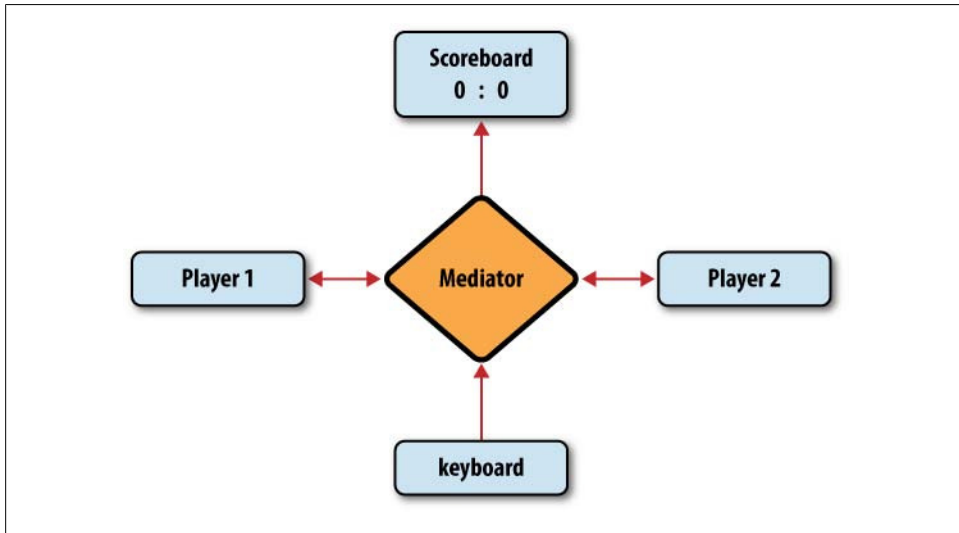 Scoreboard
0 : 0
Player 1
Mediator
Player 2
keyboard